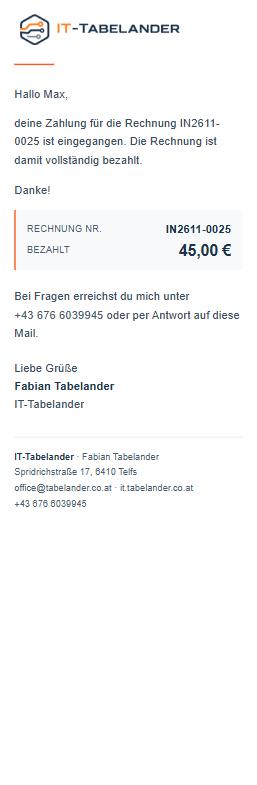 IT-TABELANDER
Hallo Max,
deine Zahlung für die Rechnung IN2611-
0025 ist eingegangen. Die Rechnung ist
damit vollständig bezahlt.
Danke!
RECHNUNG NR. IN2611-0025
BEZAHLT 45,00 €
Bei Fragen erreichst du mich unter
+43 676 6039945 oder per Antwort auf diese
Mail.
Liebe Grüße
Fabian Tabelander
IT-Tabelander
IT-Tabelander · Fabian Tabelander
Spridrichstraße 17, 6410 Telfs
office@tabelander.co.at · it.tabelander.co.at
+43 676 6039945